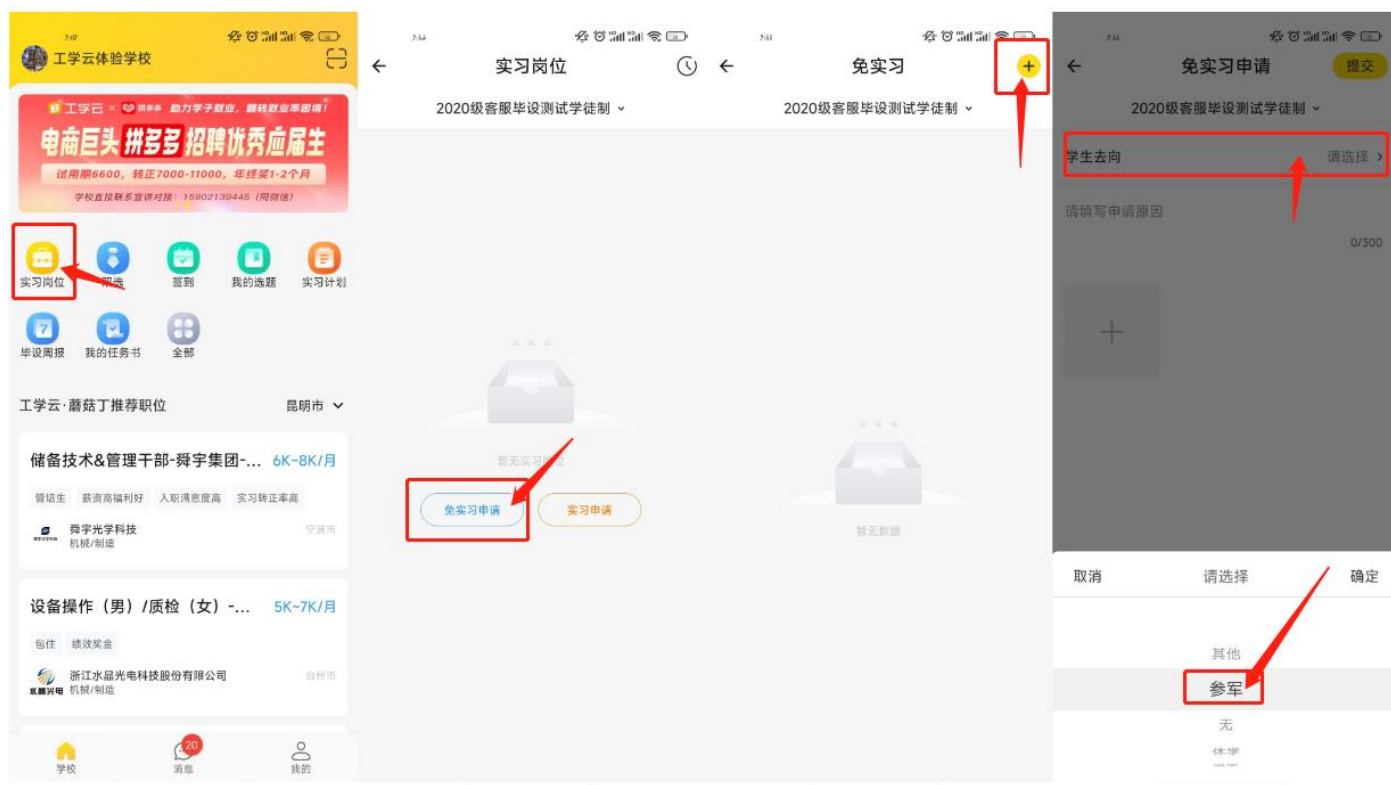 7:10
工学云体验学校
工学云 × 拼多多 助力学子就业，翻转就业率困境！
电商巨头 拼多多 招聘优秀应届生
试用期6600，转正7000-11000，年终奖1-2个月
学校直接联系宣讲对接：15902139445（同微信）
实习岗位
签到
我的选题
实习计划
毕设周报
我的任务书
全部
工学云·蘑菇丁推荐职位
昆明市
储备技术&管理干部-舜宇集团-...
6K~8K/月
管培生 薪资高福利好 入职满意度高 实习转正率高
舜宇光学科技
宁波市
机械/制造
设备操作（男）/质检（女）-...
5K~7K/月
包住 绩效奖金
浙江水晶光电科技股份有限公司
台州市
水晶光电
机械/制造
学校
20
消息
我的
实习岗位
2020级客服毕设测试学徒制
暂无实习岗位
免实习申请
实习申请
免实习
+
2020级客服毕设测试学徒制
暂无数据
免实习申请
提交
2020级客服毕设测试学徒制
学生去向
请选择
请填写申请原因
0/300
取消
请选择
确定
其他
参军
无
休学